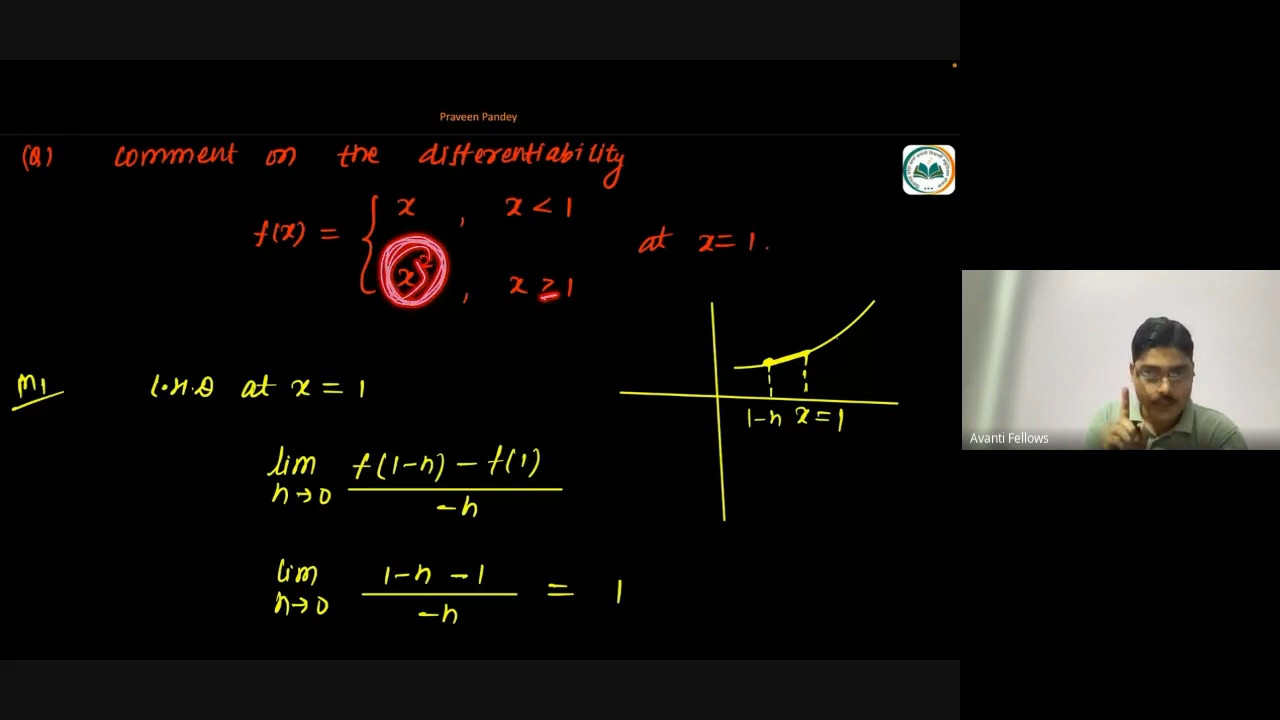 Praveen Pandey
(Q) comment on the differentiability
f(x) = { x , x < 1
x² , x ≥ 1
at x = 1.
M1 L.H.D at x = 1
1-h x=1
lim h→0 f(1-h) - f(1) / -h
lim h→0 1-h -1 / -h = 1
Avanti Fellows